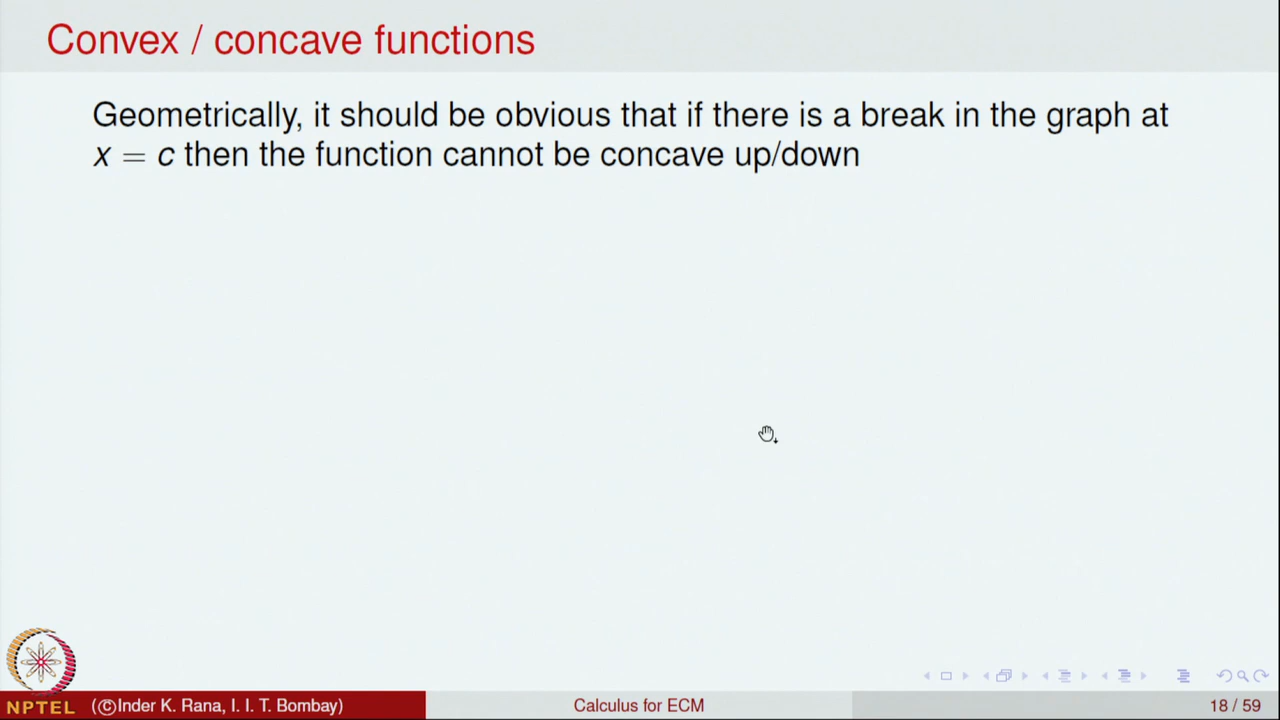 Convex / concave functions
Geometrically, it should be obvious that if there is a break in the graph at
x = c then the function cannot be concave up/down
NPTEL
(©Inder K. Rana, I. I. T. Bombay)
Calculus for ECM
18 / 59